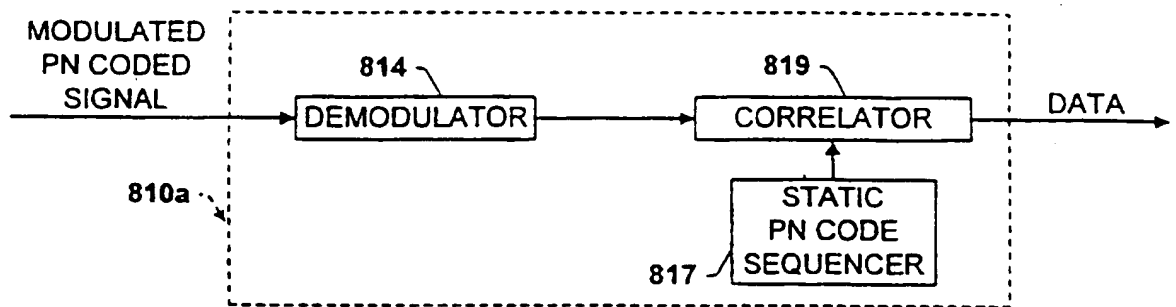 MODULATED
PN CODED
SIGNAL
814
DEMODULATOR
819
CORRELATOR
DATA
810a
STATIC
PN CODE
SEQUENCER
817